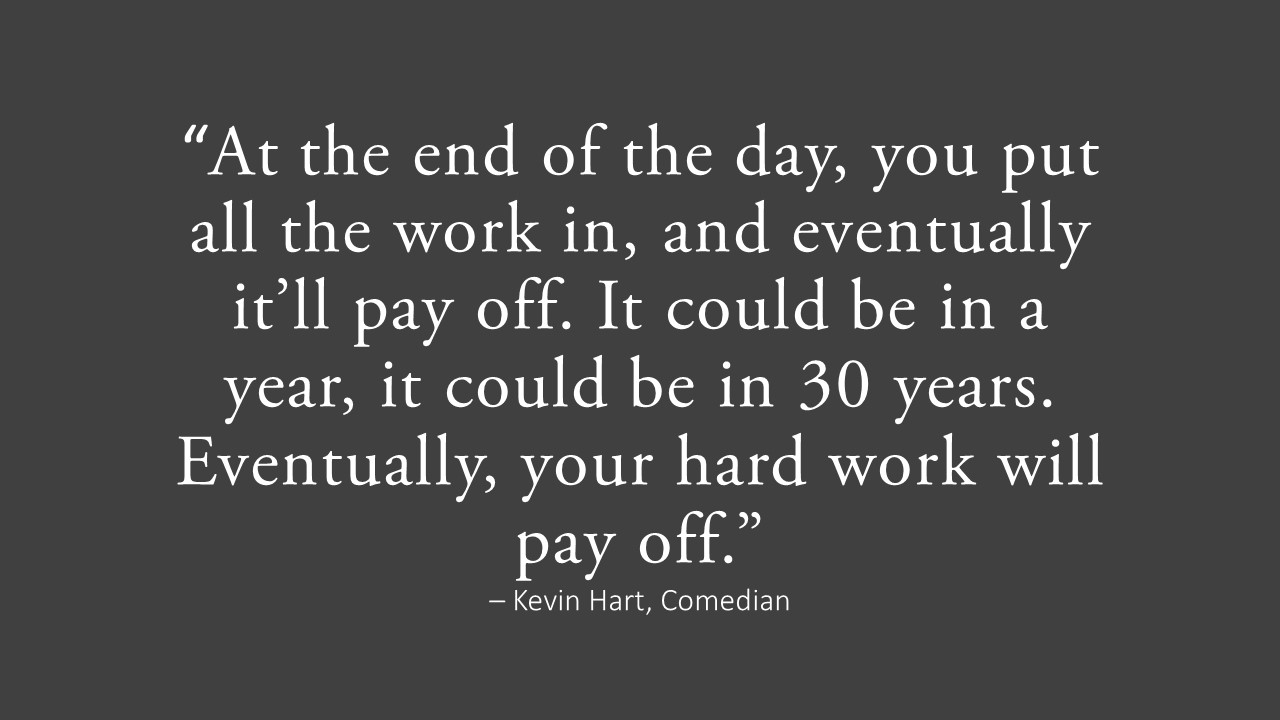 “At the end of the day, you put
all the work in, and eventually
it’ll pay off. It could be in a
year, it could be in 30 years.
Eventually, your hard work will
pay off.”
– Kevin Hart, Comedian